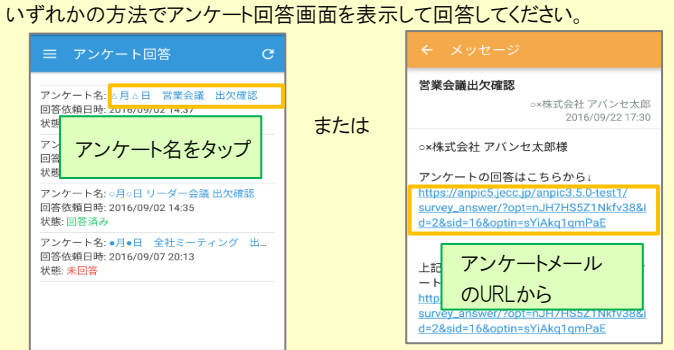 いずれかの方法でアンケート回答画面を表示して回答してください。
アンケート回答
アンケート名: △月△日　営業会議　出欠確認
回答依頼日時: 2016/09/02 14:37
状態
アンケート名をタップ
アン
回答
状態
アンケート名: ○月○日 リーダー会議 出欠確認
回答依頼日時: 2016/09/02 14:35
状態: 回答済み
アンケート名: ●月●日　全社ミーティング　出...
回答依頼日時: 2016/09/07 20:13
状態: 未回答
または
メッセージ
営業会議出欠確認
○×株式会社 アバンセ太郎
2016/09/22 17:30
○×株式会社 アバンセ太郎様
アンケートの回答はこちらから↓
https://anpic5.jecc.jp/anpic3.5.0-test1/
survey_answer/?opt=nJH7HS5Z1Nkfv38&i
d=2&sid=16&optin=sYiAkq1qmPaE
アンケートメール
のURLから
上記
ート
http
survey_answer/?opt=nJH7HS5Z1Nkfv38&i
d=2&sid=16&optin=sYiAkq1qmPaE